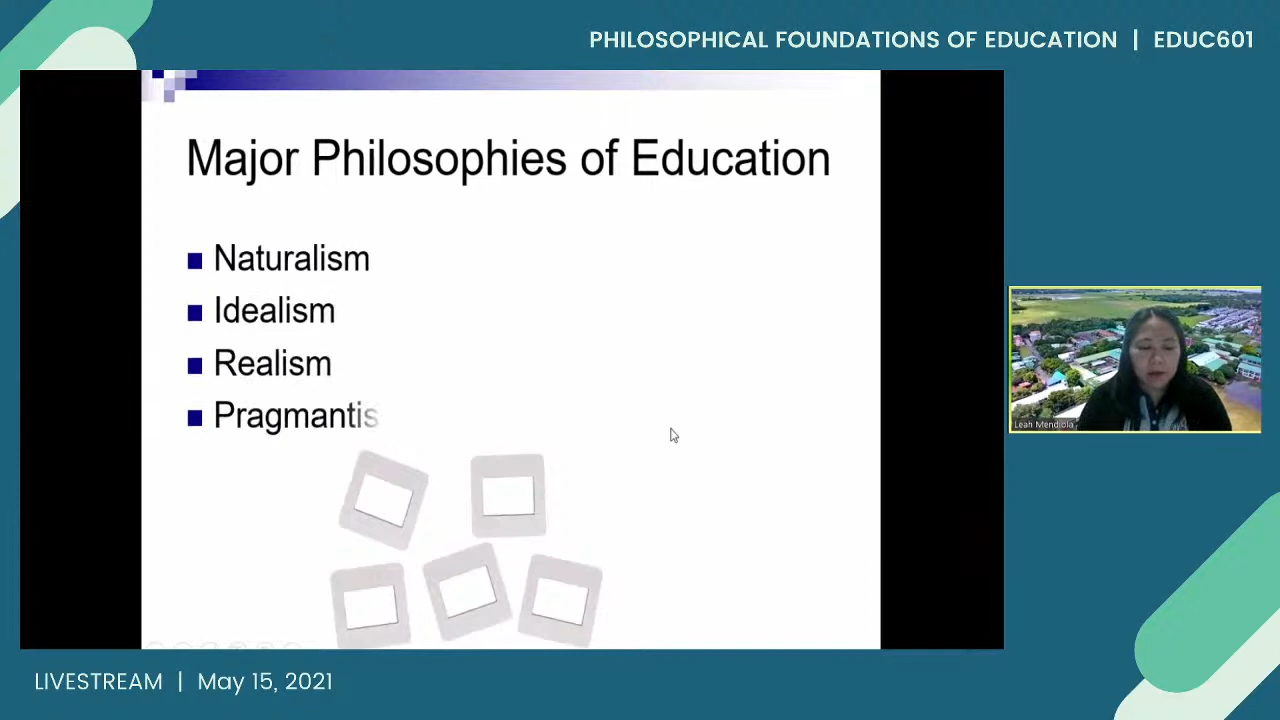 PHILOSOPHICAL FOUNDATIONS OF EDUCATION | EDUC601
Major Philosophies of Education
Naturalism
Idealism
Realism
Pragmantis
Leah Mendiola
LIVESTREAM | May 15, 2021